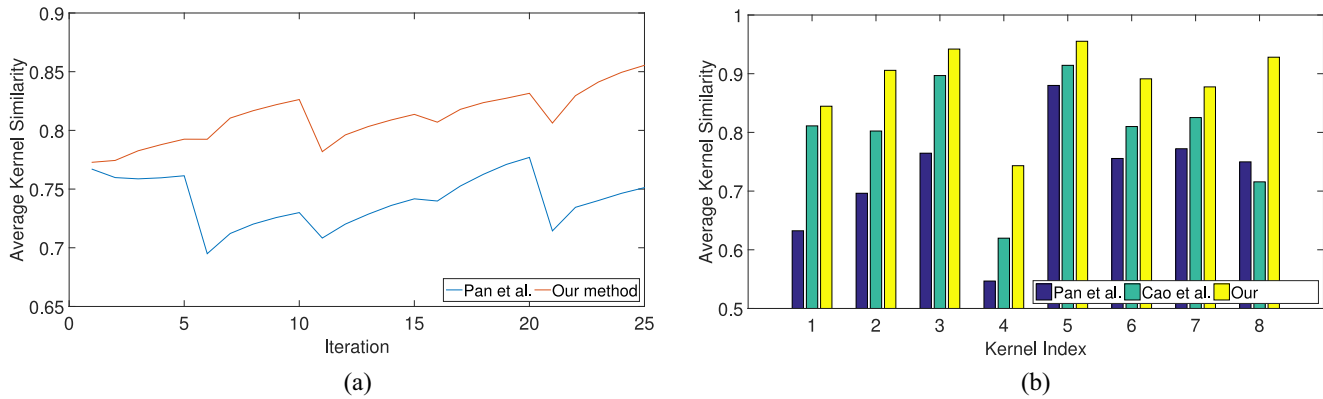 0.9
0.85
0.8
0.75
0.7
0.65
Average Kernel Similarity
0 5 10 15 20 25
Iteration
Pan et al. Our method
(a)
1
0.9
0.8
0.7
0.6
0.5
Average Kernel Similarity
1 2 3 4 5 6 7 8
Kernel Index
Pan et al. Cao et al. Our
(b)